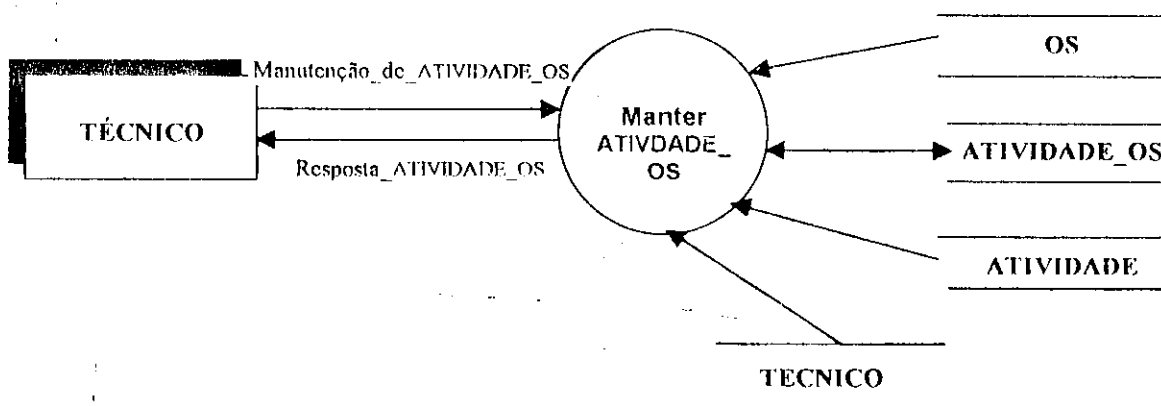 OS
Manutenção_de_ATIVIDADE_OS
TÉCNICO
Manter
ATIVDADE_
OS
ATIVIDADE_OS
Resposta_ATIVIDADE_OS
ATIVIDADE
TECNICO